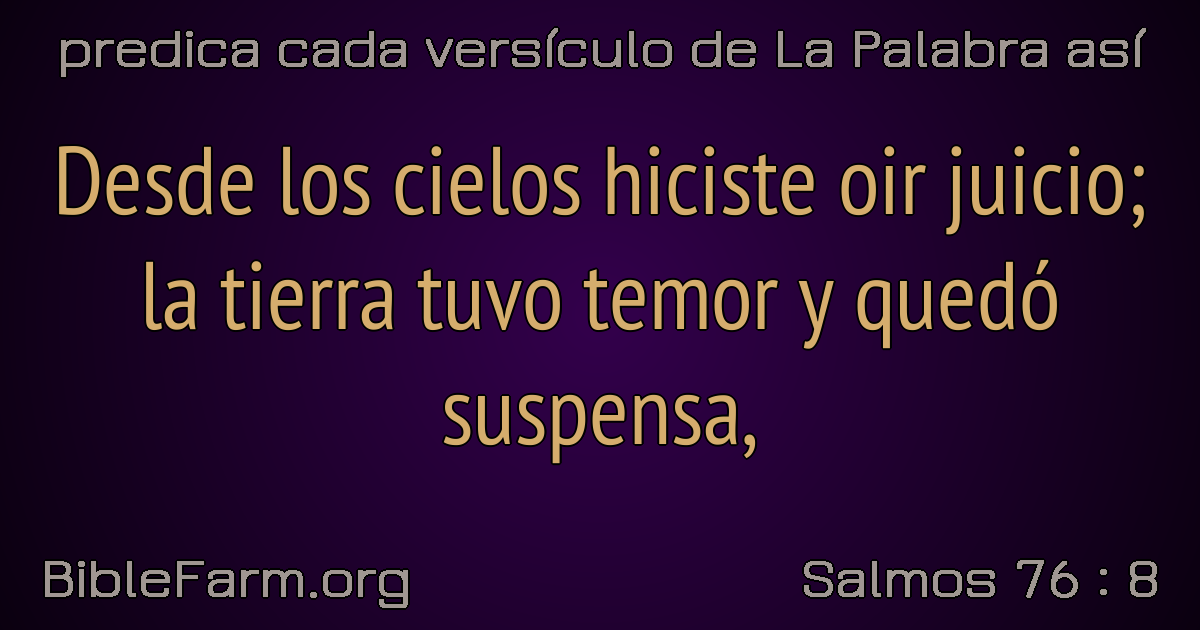 predica cada versículo de La Palabra así
Desde los cielos hiciste oir juicio;
la tierra tuvo temor y quedó
suspensa,
BibleFarm.org
Salmos 76 : 8